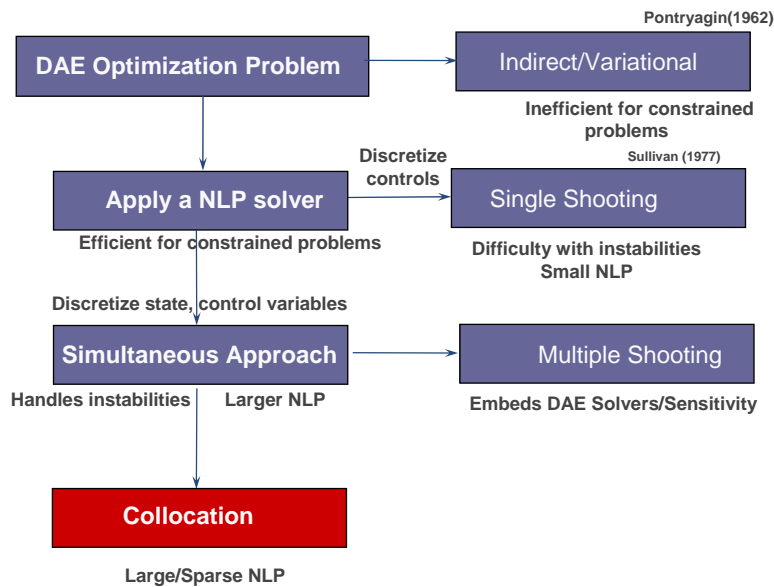 Pontryagin(1962)
DAE Optimization Problem
Indirect/Variational
Inefficient for constrained
problems
Discretize
controls
Sullivan (1977)
Apply a NLP solver
Single Shooting
Efficient for constrained problems
Difficulty with instabilities
Small NLP
Discretize state, control variables
Simultaneous Approach
Multiple Shooting
Handles instabilities
Larger NLP
Embeds DAE Solvers/Sensitivity
Collocation
Large/Sparse NLP